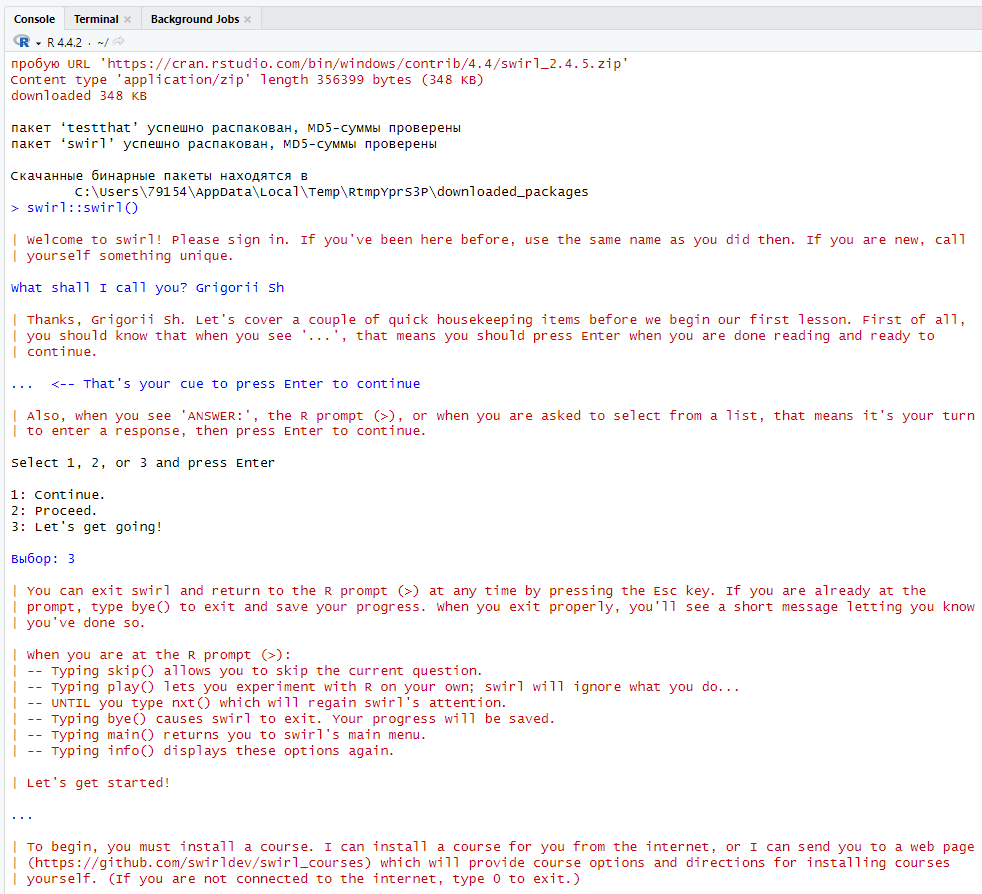 Console Terminal Background Jobs
R 4.4.2 · ~/
пробую URL 'https://cran.rstudio.com/bin/windows/contrib/4.4/swirl_2.4.5.zip'
Content type 'application/zip' length 356399 bytes (348 KB)
downloaded 348 KB
пакет ‘testthat’ успешно распакован, MD5-суммы проверены
пакет ‘swirl’ успешно распакован, MD5-суммы проверены
Скачанные бинарные пакеты находятся в
C:\Users\79154\AppData\Local\Temp\RtmpYprS3P\downloaded_packages
> swirl::swirl()
| Welcome to swirl! Please sign in. If you've been here before, use the same name as you did then. If you are new, call
| yourself something unique.
What shall I call you? Grigorii Sh
| Thanks, Grigorii Sh. Let's cover a couple of quick housekeeping items before we begin our first lesson. First of all,
| you should know that when you see '...', that means you should press Enter when you are done reading and ready to
| continue.
... <-- That's your cue to press Enter to continue
| Also, when you see 'ANSWER:', the R prompt (>), or when you are asked to select from a list, that means it's your turn
| to enter a response, then press Enter to continue.
Select 1, 2, or 3 and press Enter
1: Continue.
2: Proceed.
3: Let's get going!
Выбор: 3
| You can exit swirl and return to the R prompt (>) at any time by pressing the Esc key. If you are already at the
| prompt, type bye() to exit and save your progress. When you exit properly, you'll see a short message letting you know
| you've done so.
| When you are at the R prompt (>):
| -- Typing skip() allows you to skip the current question.
| -- Typing play() lets you experiment with R on your own; swirl will ignore what you do...
| -- UNTIL you type nxt() which will regain swirl's attention.
| -- Typing bye() causes swirl to exit. Your progress will be saved.
| -- Typing main() returns you to swirl's main menu.
| -- Typing info() displays these options again.
| Let's get started!
...
| To begin, you must install a course. I can install a course for you from the internet, or I can send you to a web page
| (https://github.com/swirldev/swirl_courses) which will provide course options and directions for installing courses
| yourself. (If you are not connected to the internet, type 0 to exit.)